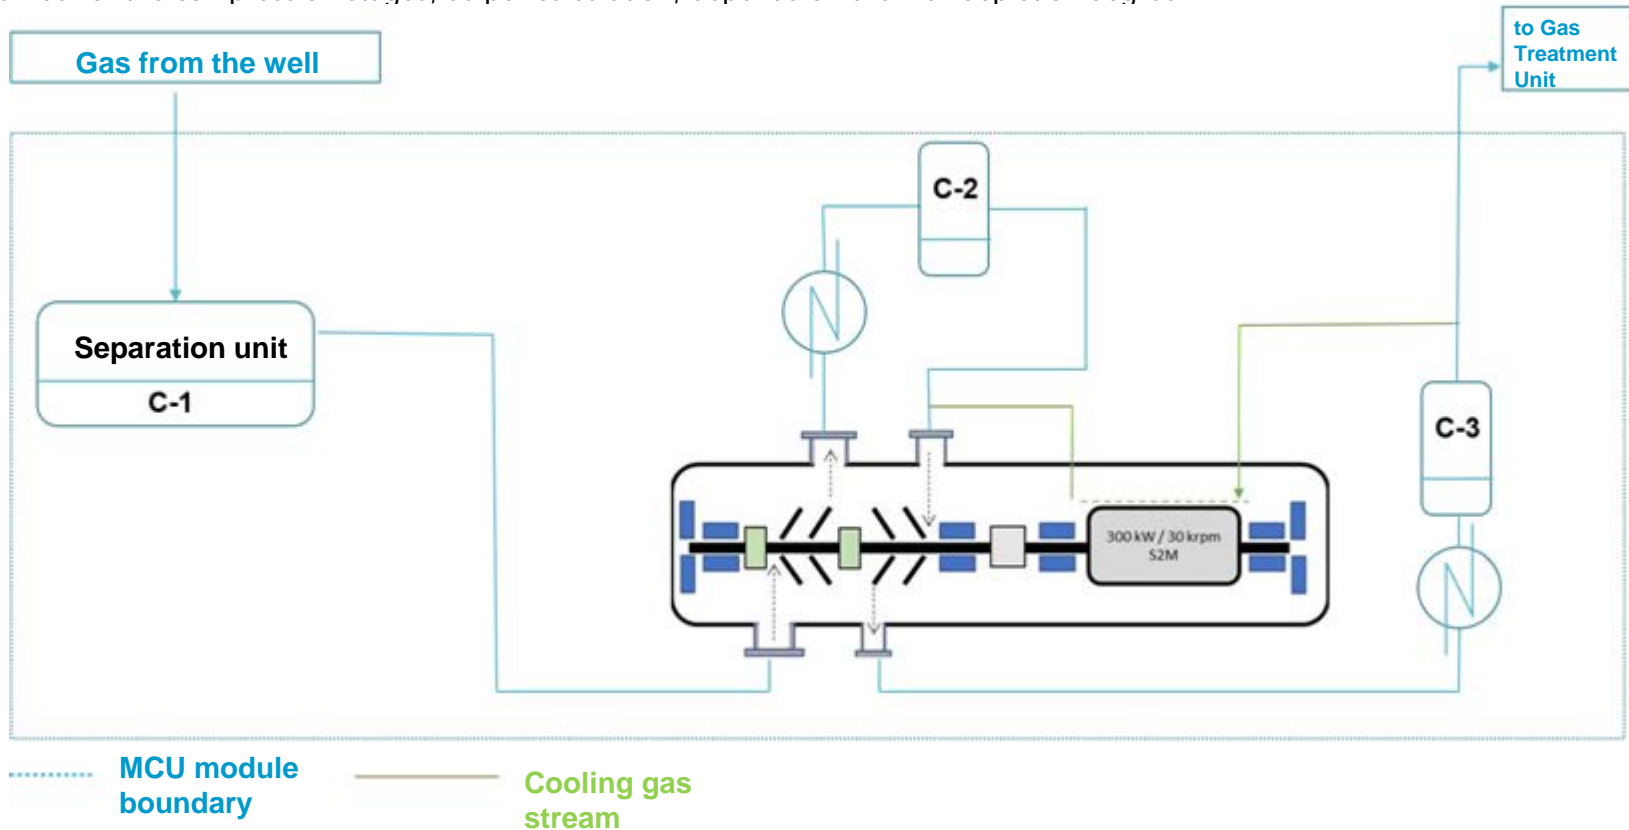 Gas from the well
to Gas
Treatment
Unit
C-2
Separation unit
C-1
C-3
300 kW / 30 krpm
S2M
MCU module
boundary
Cooling gas
stream